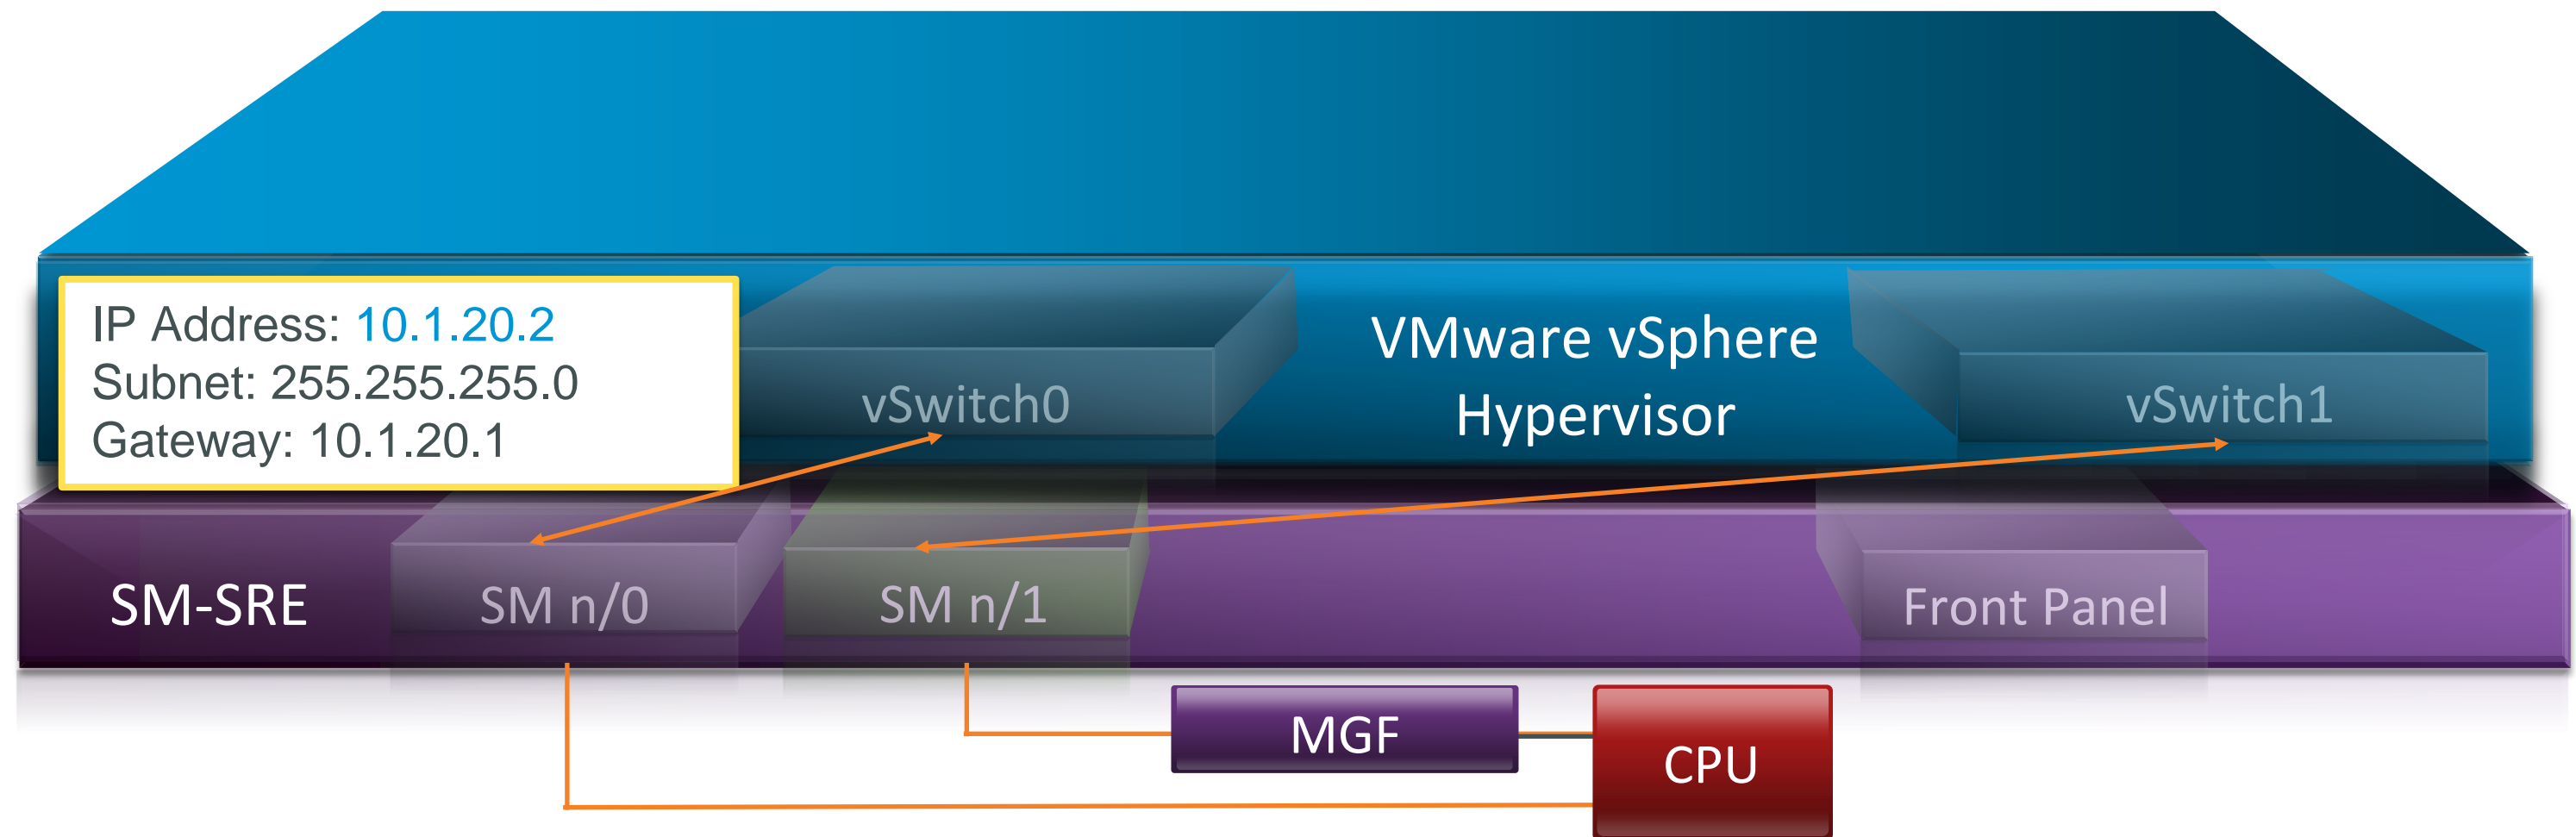 IP Address: 10.1.20.2
Subnet: 255.255.255.0
Gateway: 10.1.20.1
vSwitch0
VMware vSphere
Hypervisor
vSwitch1
SM-SRE
SM n/0
SM n/1
Front Panel
MGF
CPU